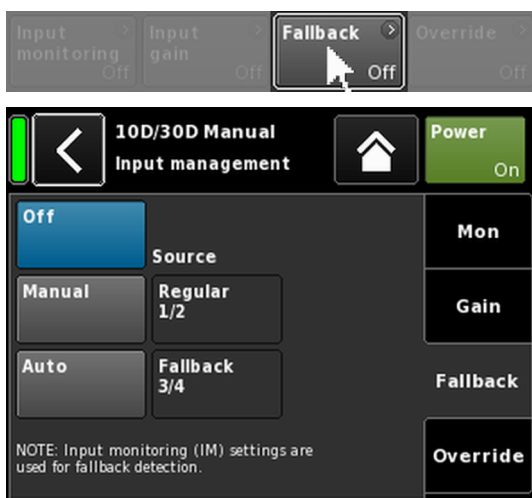 Input
monitoring
Off
Input
gain
Off
Fallback
Off
Override
Off
10D/30D Manual
Input management
Power
On
Off
Source
Manual
Regular
1/2
Auto
Fallback
3/4
NOTE: Input monitoring (IM) settings are
used for fallback detection.
Mon
Gain
Fallback
Override